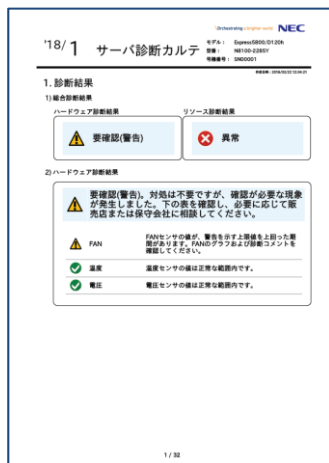 Orchestrating a brighter world NEC
'18/1 サーバ診断カルテ
モデル： Express5800/D120h
型番： N8100-2285Y
号機番号： SN00001
1. 診断結果
1) 総合診断結果
ハードウェア診断結果 リソース診断結果
要確認(警告) 異常
2) ハードウェア診断結果
要確認(警告)。対処は不要ですが、確認が必要な現象
が発生しました。下の表を確認し、必要に応じて販
売店または保守会社に相談してください。
FAN FANセンサの値が、警告を示す上限値を上回った期
間があります。FANのグラフおよび診断コメントを
確認してください。
温度 温度センサの値は正常な範囲内です。
電圧 電圧センサの値は正常な範囲内です。
1 / 32